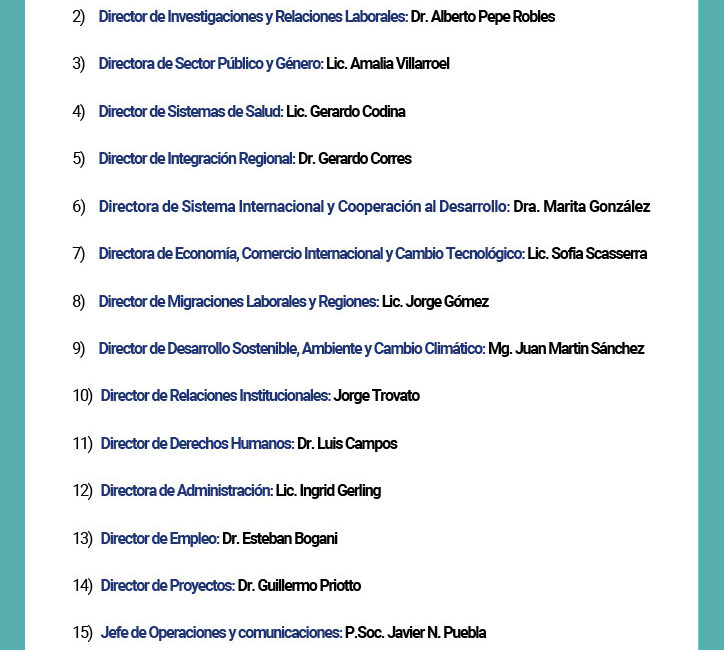 2) Director de Investigaciones y Relaciones Laborales: Dr. Alberto Pepe Robles
3) Directora de Sector Público y Género: Lic. Amalia Villarroel
4) Director de Sistemas de Salud: Lic. Gerardo Codina
5) Director de Integración Regional: Dr. Gerardo Corres
6) Directora de Sistema Internacional y Cooperación al Desarrollo: Dra. Marita González
7) Directora de Economía, Comercio Internacional y Cambio Tecnológico: Lic. Sofia Scasserra
8) Director de Migraciones Laborales y Regiones: Lic. Jorge Gómez
9) Director de Desarrollo Sostenible, Ambiente y Cambio Climático: Mg. Juan Martin Sánchez
10) Director de Relaciones Institucionales: Jorge Trovato
11) Director de Derechos Humanos: Dr. Luis Campos
12) Directora de Administración: Lic. Ingrid Gerling
13) Director de Empleo: Dr. Esteban Bogani
14) Director de Proyectos: Dr. Guillermo Priotto
15) Jefe de Operaciones y comunicaciones: P.Soc. Javier N. Puebla